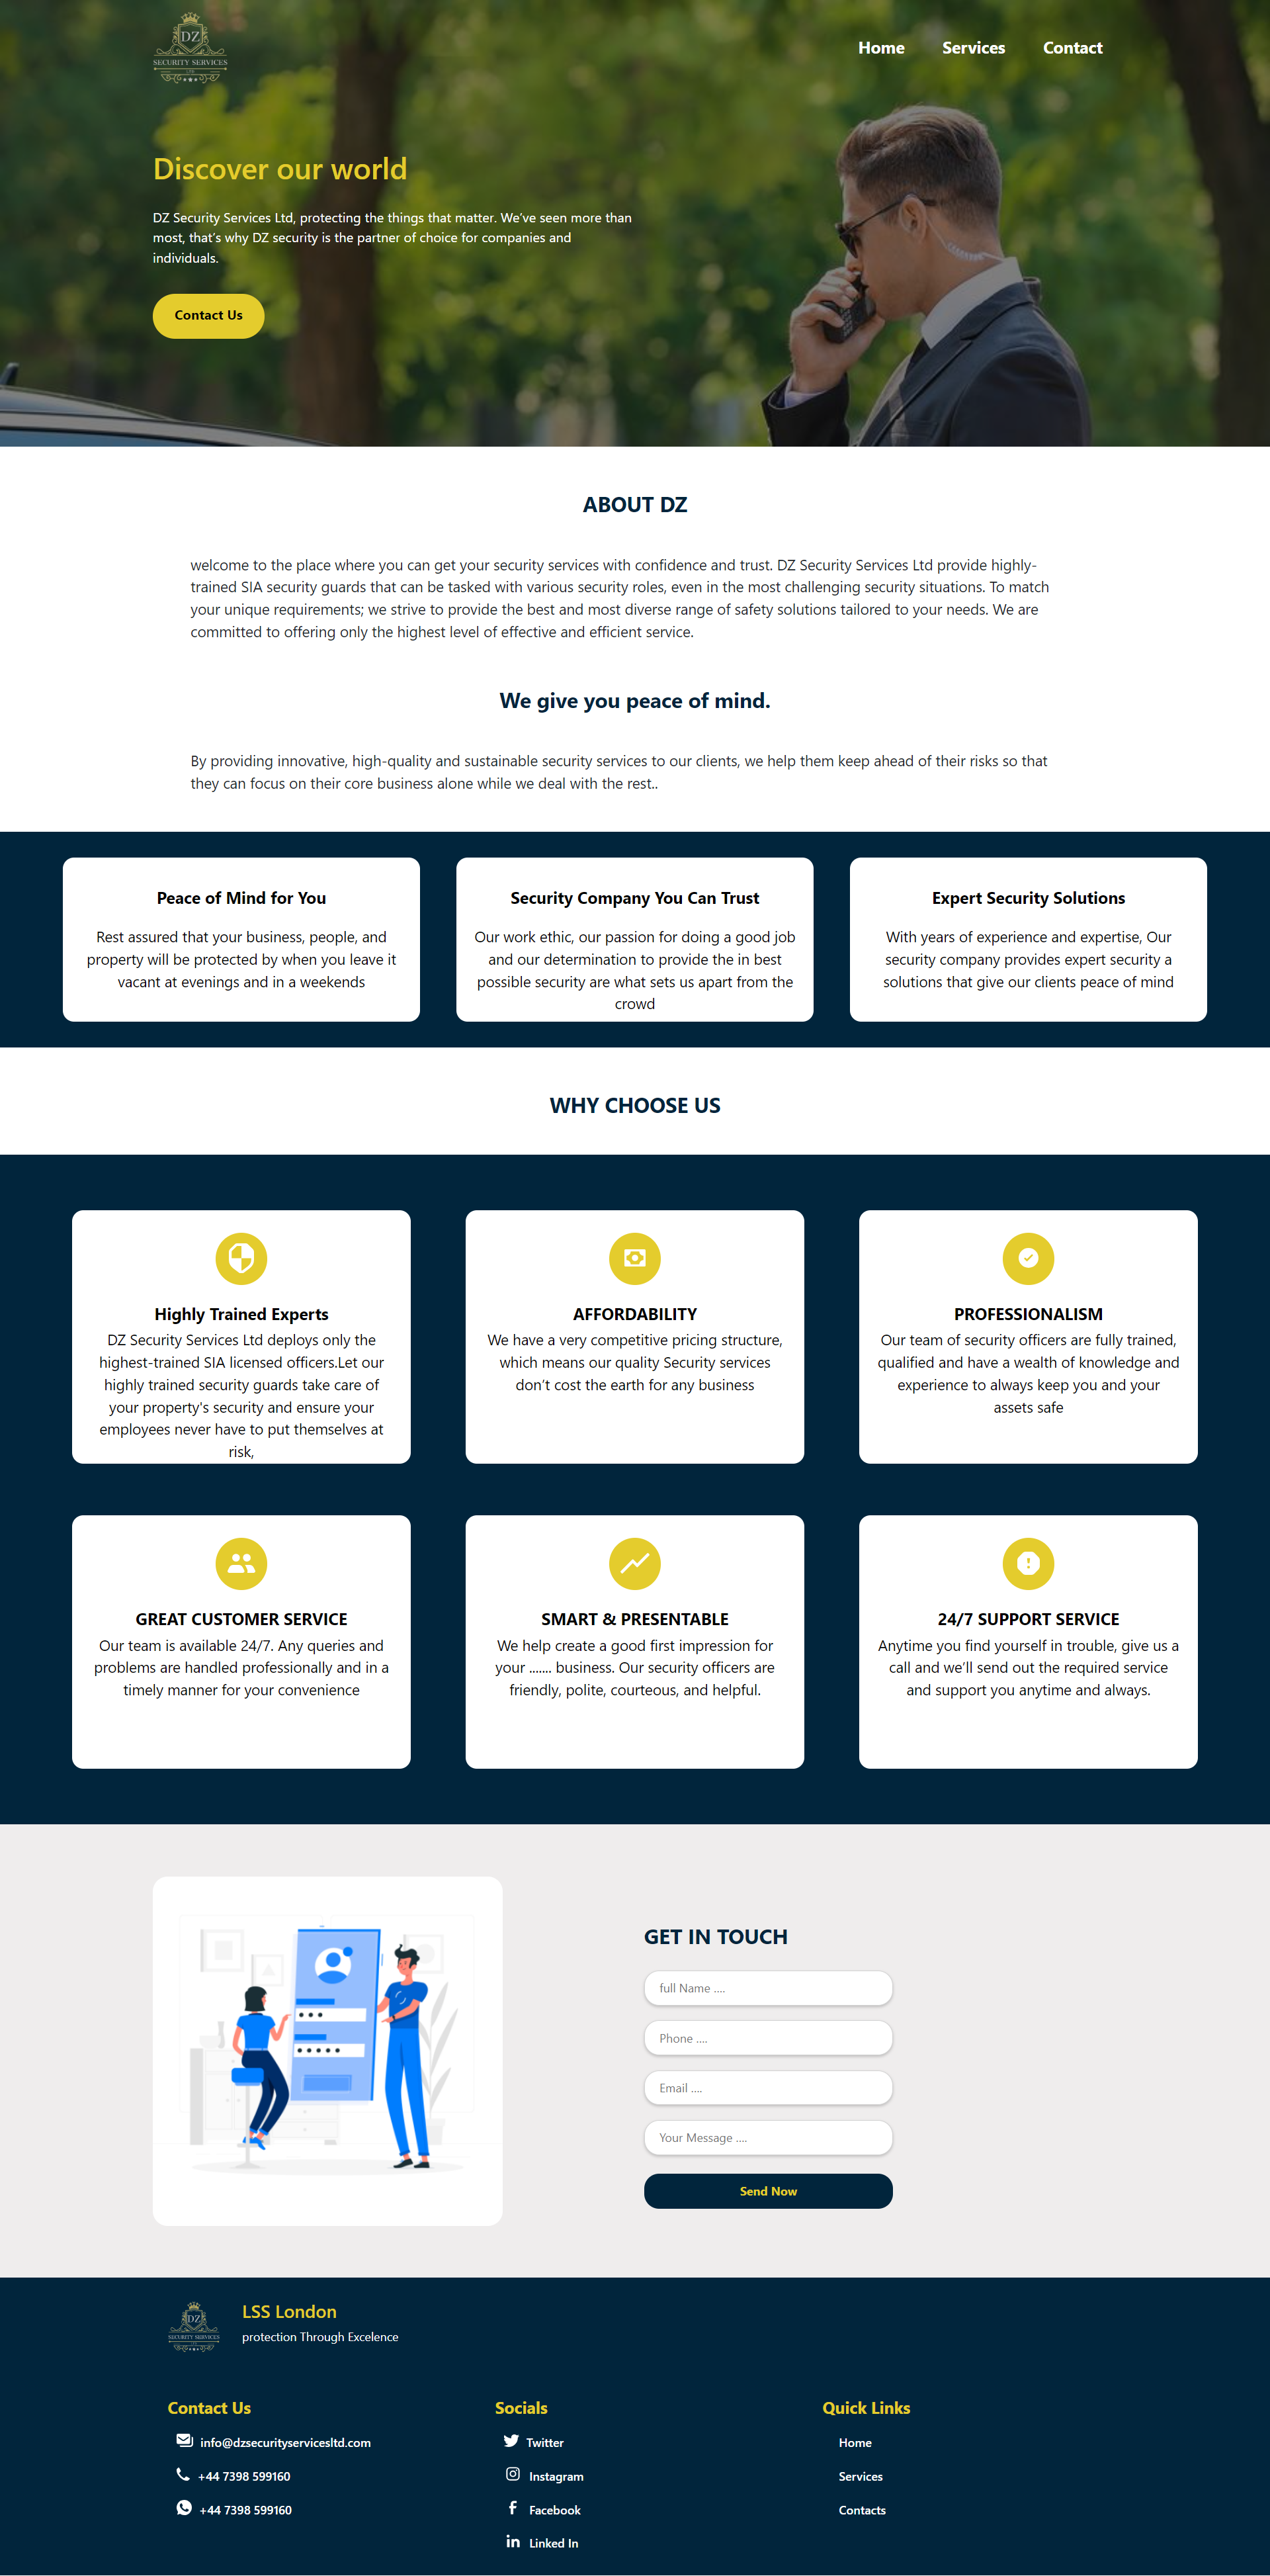 DZ
SECURITY SERVICES
LTD
Home
Services
Contact
Discover our world
DZ Security Services Ltd, protecting the things that matter. We've seen more than
most, that's why DZ security is the partner of choice for companies and
individuals.
Contact Us
ABOUT DZ
welcome to the place where you can get your security services with confidence and trust. DZ Security Services Ltd provide highly-
trained SIA security guards that can be tasked with various security roles, even in the most challenging security situations. To match
your unique requirements; we strive to provide the best and most diverse range of safety solutions tailored to your needs. We are
committed to offering only the highest level of effective and efficient service.
We give you peace of mind.
By providing innovative, high-quality and sustainable security services to our clients, we help them keep ahead of their risks so that
they can focus on their core business alone while we deal with the rest..
Peace of Mind for You
Rest assured that your business, people, and
property will be protected by when you leave it
vacant at evenings and in a weekends
Security Company You Can Trust
Our work ethic, our passion for doing a good job
and our determination to provide the in best
possible security are what sets us apart from the
crowd
Expert Security Solutions
With years of experience and expertise, Our
security company provides expert security a
solutions that give our clients peace of mind
WHY CHOOSE US
Highly Trained Experts
DZ Security Services Ltd deploys only the
highest-trained SIA licensed officers.Let our
highly trained security guards take care of
your property's security and ensure your
employees never have to put themselves at
risk,
AFFORDABILITY
We have a very competitive pricing structure,
which means our quality Security services
don't cost the earth for any business
PROFESSIONALISM
Our team of security officers are fully trained,
qualified and have a wealth of knowledge and
experience to always keep you and your
assets safe
GREAT CUSTOMER SERVICE
Our team is available 24/7. Any queries and
problems are handled professionally and in a
timely manner for your convenience
SMART & PRESENTABLE
We help create a good first impression for
your ....... business. Our security officers are
friendly, polite, courteous, and helpful.
24/7 SUPPORT SERVICE
Anytime you find yourself in trouble, give us a
call and we'll send out the required service
and support you anytime and always.
GET IN TOUCH
full Name ....
Phone ....
Email ....
Your Message ....
Send Now
DZ
SECURITY SERVICES
LSS London
protection Through Excelence
Contact Us
info@dzsecurityservicesltd.com
+44 7398 599160
+44 7398 599160
Socials
Twitter
Instagram
Facebook
Linked In
Quick Links
Home
Services
Contacts